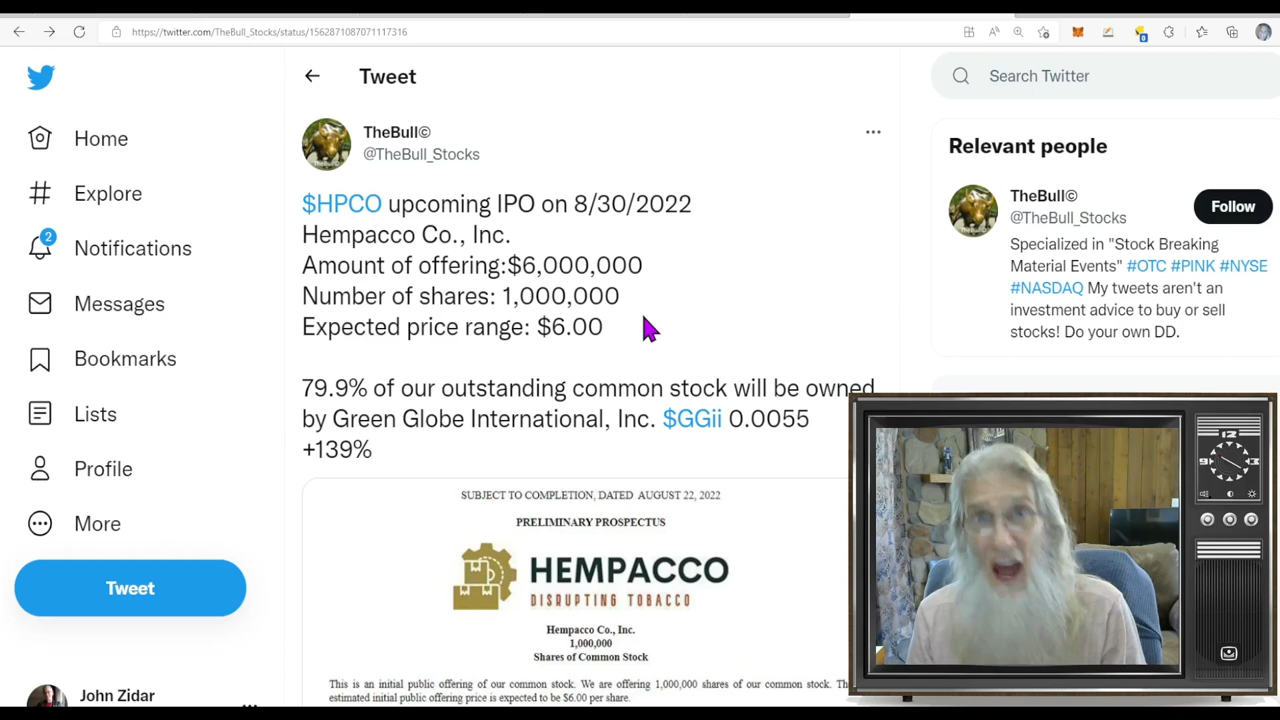 https://twitter.com/TheBull_Stocks/status/1562871087071117316
Tweet
Search Twitter
Home
Explore
2
Notifications
Messages
Bookmarks
Lists
Profile
More
Tweet
John Zidar
TheBull©
@TheBull_Stocks
$HPCO upcoming IPO on 8/30/2022
Hempacco Co., Inc.
Amount of offering:$6,000,000
Number of shares: 1,000,000
Expected price range: $6.00
79.9% of our outstanding common stock will be owned
by Green Globe International, Inc. $GGii 0.0055
+139%
SUBJECT TO COMPLETION, DATED AUGUST 22, 2022
PRELIMINARY PROSPECTUS
HEMPACCO
DISRUPTING TOBACCO
Hempacco Co., Inc.
1,000,000
Shares of Common Stock
This is an initial public offering of our common stock. We are offering 1,000,000 shares of our common stock. The
estimated initial public offering price is expected to be $6.00 per share.
Relevant people
TheBull©
@TheBull_Stocks
Follow
Specialized in "Stock Breaking
Material Events" #OTC #PINK #NYSE
#NASDAQ My tweets aren't an
investment advice to buy or sell
stocks! Do your own DD.
12
9
3